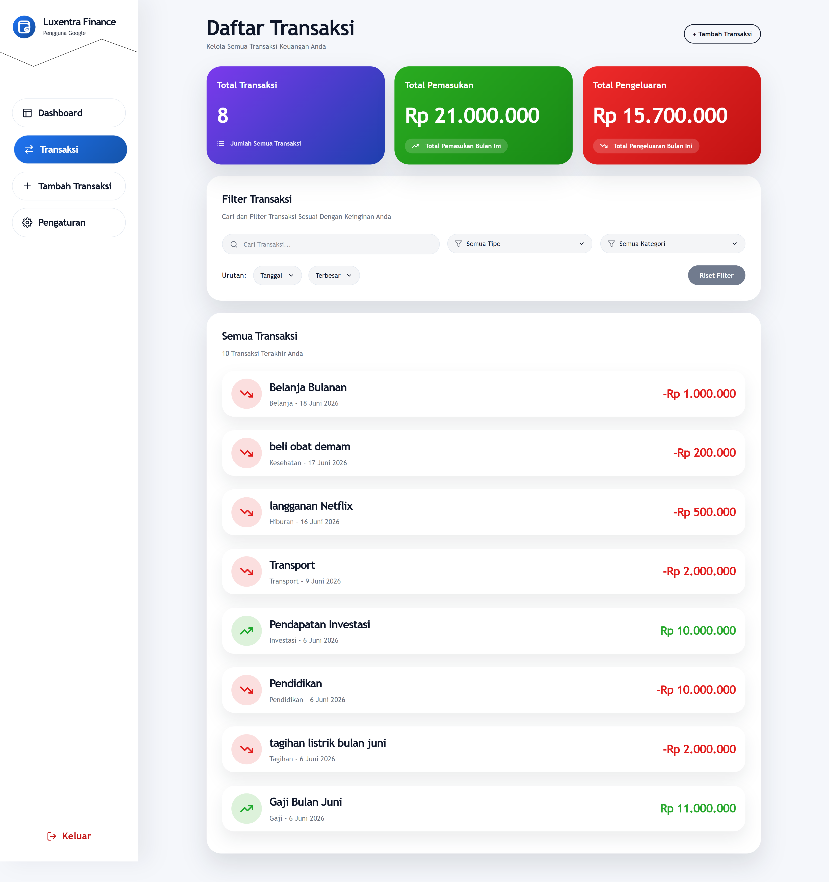 Luxentra Finance
Pengguna Google
Dashboard
Transaksi
Tambah Transaksi
Pengaturan
Keluar
Daftar Transaksi
Kelola Semua Transaksi Keuangan Anda
+ Tambah Transaksi
Total Transaksi
8
Jumlah Semua Transaksi
Total Pemasukan
Rp 21.000.000
Total Pemasukan Bulan Ini
Total Pengeluaran
Rp 15.700.000
Total Pengeluaran Bulan Ini
Filter Transaksi
Cari dan Filter Transaksi Sesuai Dengan Keinginan Anda
Cari Transaksi...
Semua Tipe
Semua Kategori
Urutan:
Tanggal
Terbesar
Riset Filter
Semua Transaksi
10 Transaksi Terakhir Anda
Belanja Bulanan
Belanja - 18 Juni 2026
-Rp 1.000.000
beli obat demam
Kesehatan - 17 Juni 2026
-Rp 200.000
langganan Netflix
Hiburan - 16 Juni 2026
-Rp 500.000
Transport
Transport - 9 Juni 2026
-Rp 2.000.000
Pendapatan Investasi
Investasi - 6 Juni 2026
Rp 10.000.000
Pendidikan
Pendidikan - 6 Juni 2026
-Rp 10.000.000
tagihan listrik bulan juni
Tagihan - 6 Juni 2026
-Rp 2.000.000
Gaji Bulan Juni
Gaji - 6 Juni 2026
Rp 11.000.000